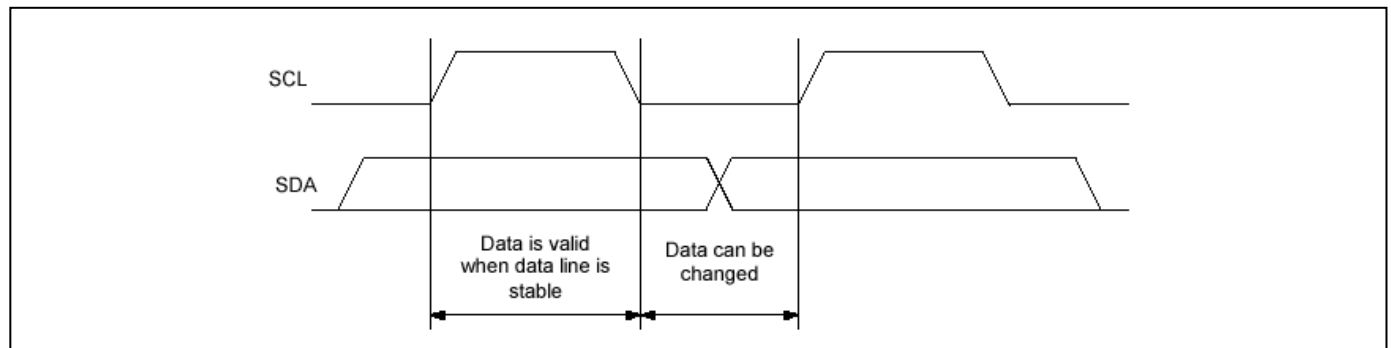 SCL
SDA
Data is valid
when data line is
stable
Data can be
changed